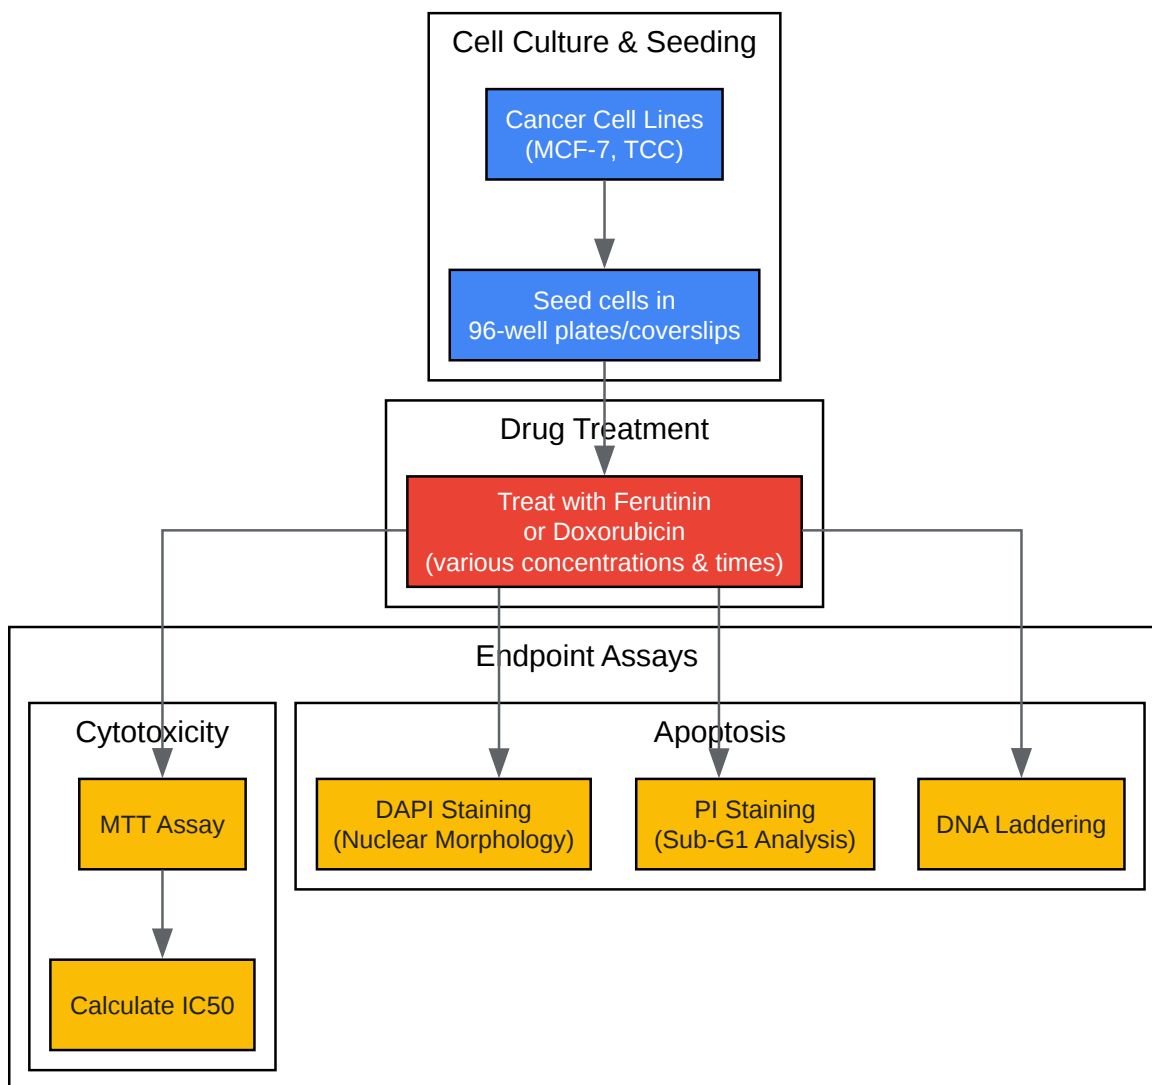 Cell Culture & Seeding
Cancer Cell Lines
(MCF-7, TCC)
Seed cells in
96-well plates/coverslips
Drug Treatment
Treat with Ferutinin
or Doxorubicin
(various concentrations & times)
Endpoint Assays
Cytotoxicity
MTT Assay
Calculate IC50
Apoptosis
DAPI Staining
(Nuclear Morphology)
PI Staining
(Sub-G1 Analysis)
DNA Laddering